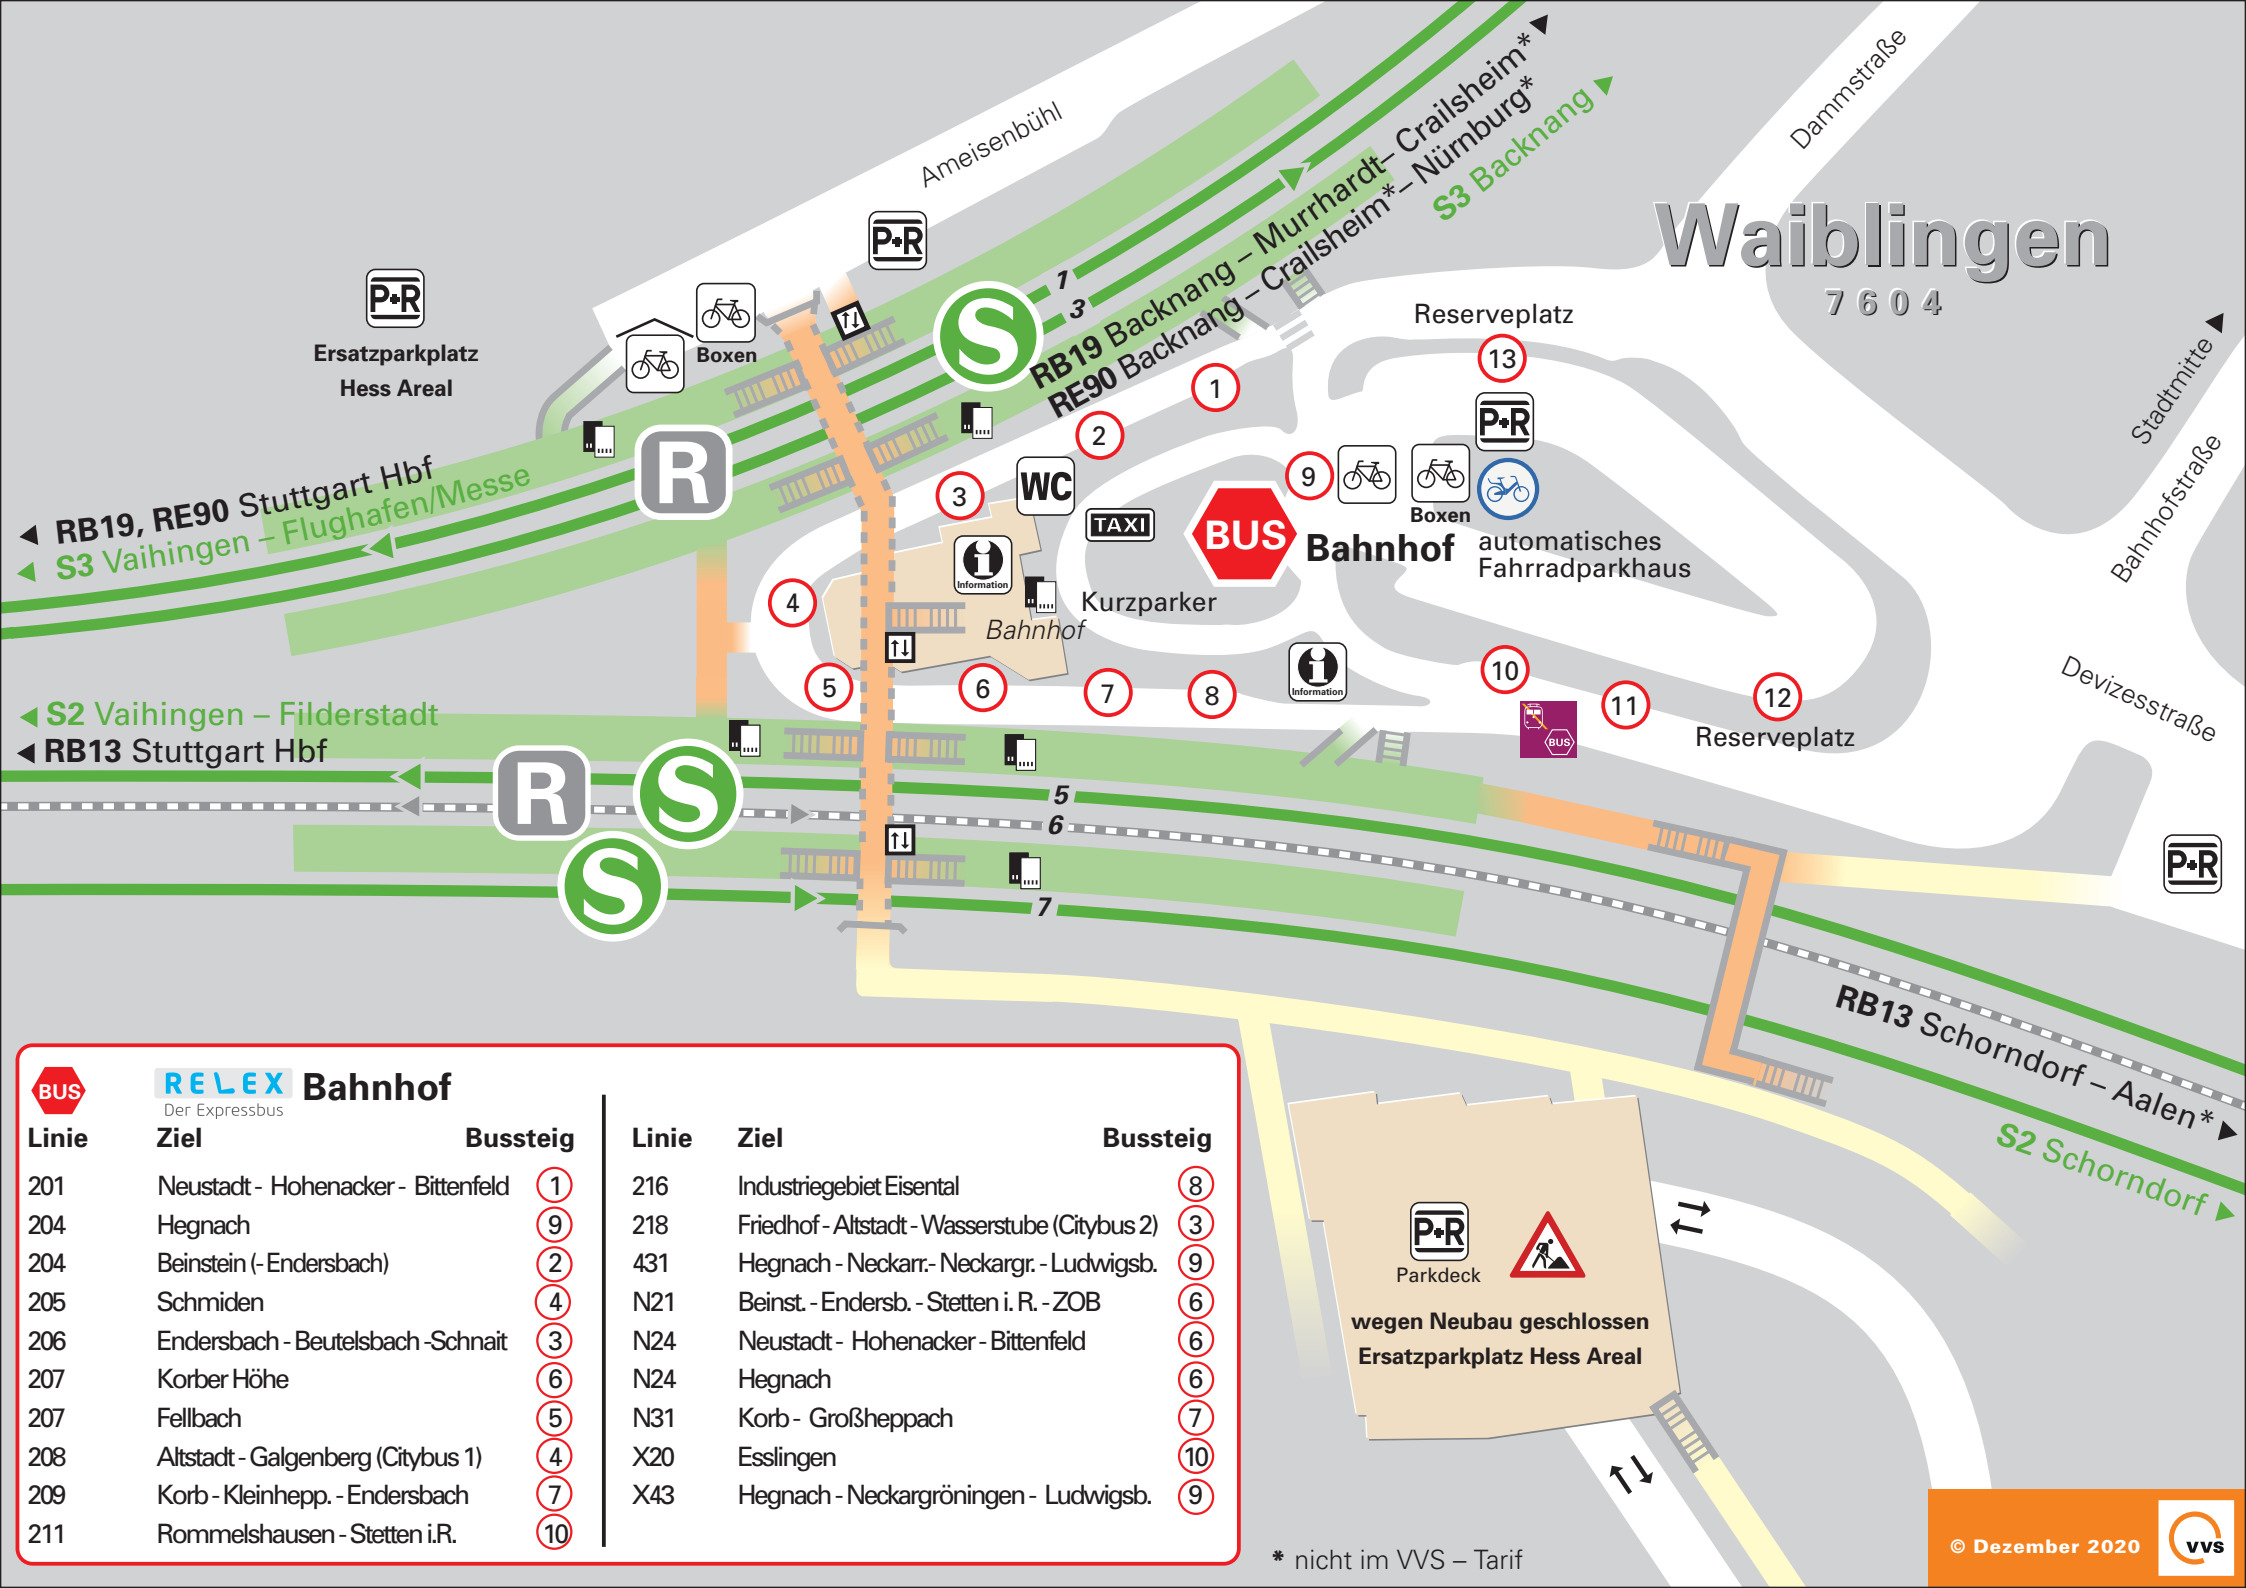 Ameisenbühl
Dammstraße
RB19 Backnang – Murrhardt– Crailsheim*
RE90 Backnang – Crailsheim*– Nürnburg*
S3 Backnang
Waiblingen
7604
P+R
P+R
Ersatzparkplatz
Hess Areal
Boxen
S
1
3
R
RB19, RE90 Stuttgart Hbf
S3 Vaihingen – Flughafen/Messe
Reserveplatz
13
P+R
Stadtmitte
Bahnhofstraße
Devizesstraße
1
2
3
WC
TAXI
9
BUS
Bahnhof
Boxen
automatisches
Fahrradparkhaus
Information
4
Kurzparker
Bahnhof
5
6
7
8
Information
10
11
12
Reserveplatz
BUS
S2 Vaihingen – Filderstadt
RB13 Stuttgart Hbf
R
S
S
5
6
7
P+R
RB13 Schorndorf – Aalen*
S2 Schorndorf
BUS
RELEX
Der Expressbus
Bahnhof
Linie Ziel Bussteig
201 Neustadt - Hohenacker - Bittenfeld 1
204 Hegnach 9
204 Beinstein (- Endersbach) 2
205 Schmiden 4
206 Endersbach - Beutelsbach -Schnait 3
207 Korber Höhe 6
207 Fellbach 5
208 Altstadt - Galgenberg (Citybus 1) 4
209 Korb - Kleinhepp. - Endersbach 7
211 Rommelshausen - Stetten i.R. 10
Linie Ziel Bussteig
216 Industriegebiet Eisental 8
218 Friedhof - Altstadt - Wasserstube (Citybus 2) 3
431 Hegnach - Neckarr.- Neckargr. - Ludwigsb. 9
N21 Beinst. - Endersb. - Stetten i. R. - ZOB 6
N24 Neustadt - Hohenacker - Bittenfeld 6
N24 Hegnach 6
N31 Korb - Großheppach 7
X20 Esslingen 10
X43 Hegnach - Neckargröningen - Ludwigsb. 9
P+R
Parkdeck
wegen Neubau geschlossen
Ersatzparkplatz Hess Areal
* nicht im VVS – Tarif
© Dezember 2020
VVS